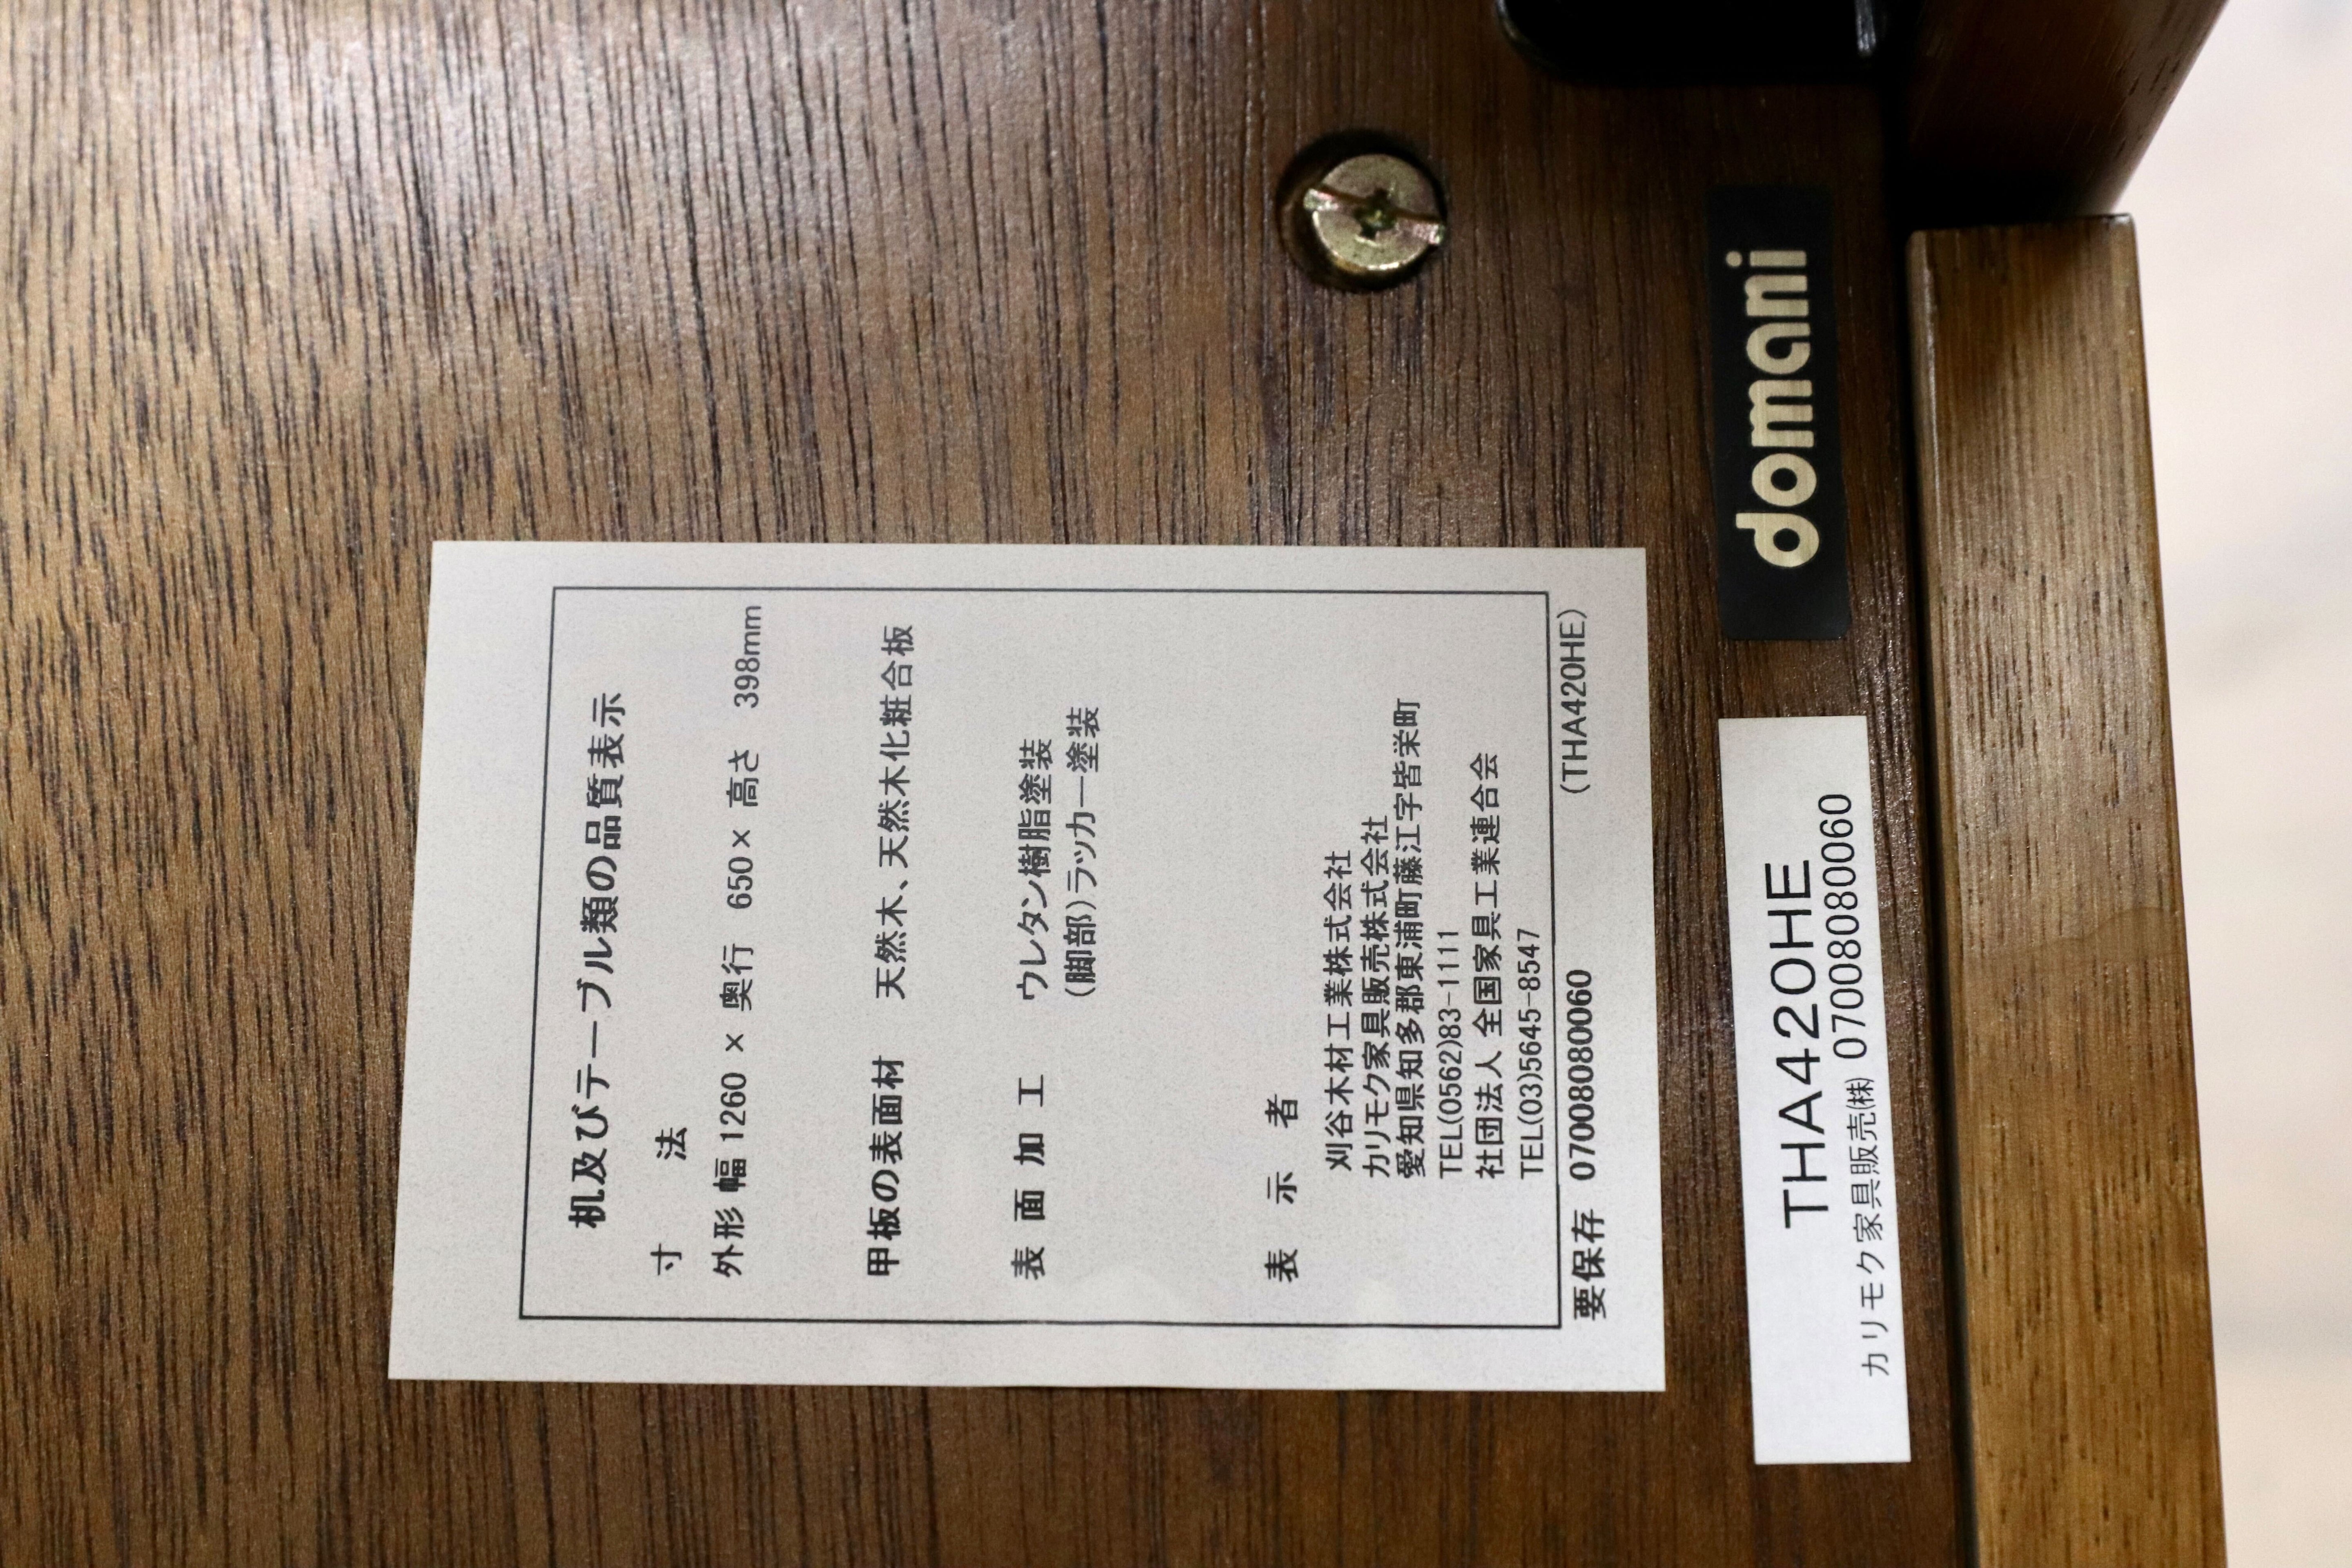 机及びテーブル類の品質表示
寸 法
外形 幅 1260 × 奥行 650 × 高さ 398mm
甲板の表面材 天然木、天然木化粧合板
表 面 加 工 ウレタン樹脂塗装
(脚部)ラッカー塗装
表 示 者
刈谷木材工業株式会社
カリモク家具販売株式会社
愛知県知多郡東浦町藤江字皆栄町
TEL(0562)83-1111
社団法人 全国家具工業連合会
TEL(03)5645-8547
要保存 07008080060 (THA420HE)
domani
THA420HE
カリモク家具販売㈱ 07008080060